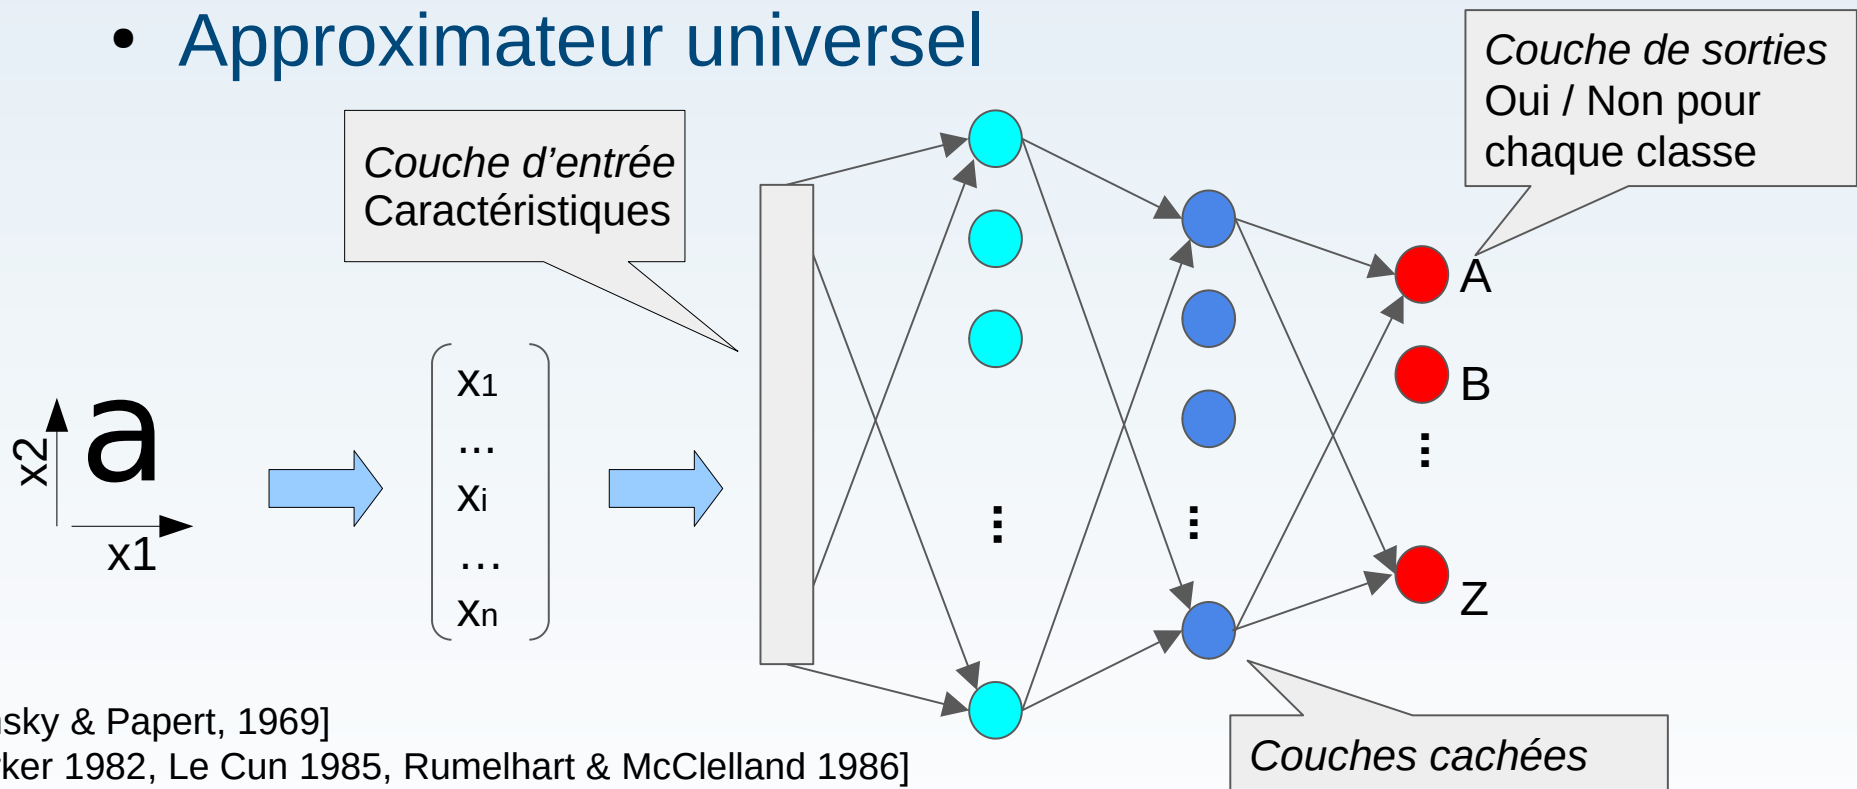 • Approximateur universel
Couche de sorties
Oui / Non pour
chaque classe
Couche d'entrée
Caractéristiques
x2
a
x1
x1
...
xi
...
xn
A
B
...
Z
...
...
nsky & Papert, 1969]
ker 1982, Le Cun 1985, Rumelhart & McClelland 1986]
Couches cachées